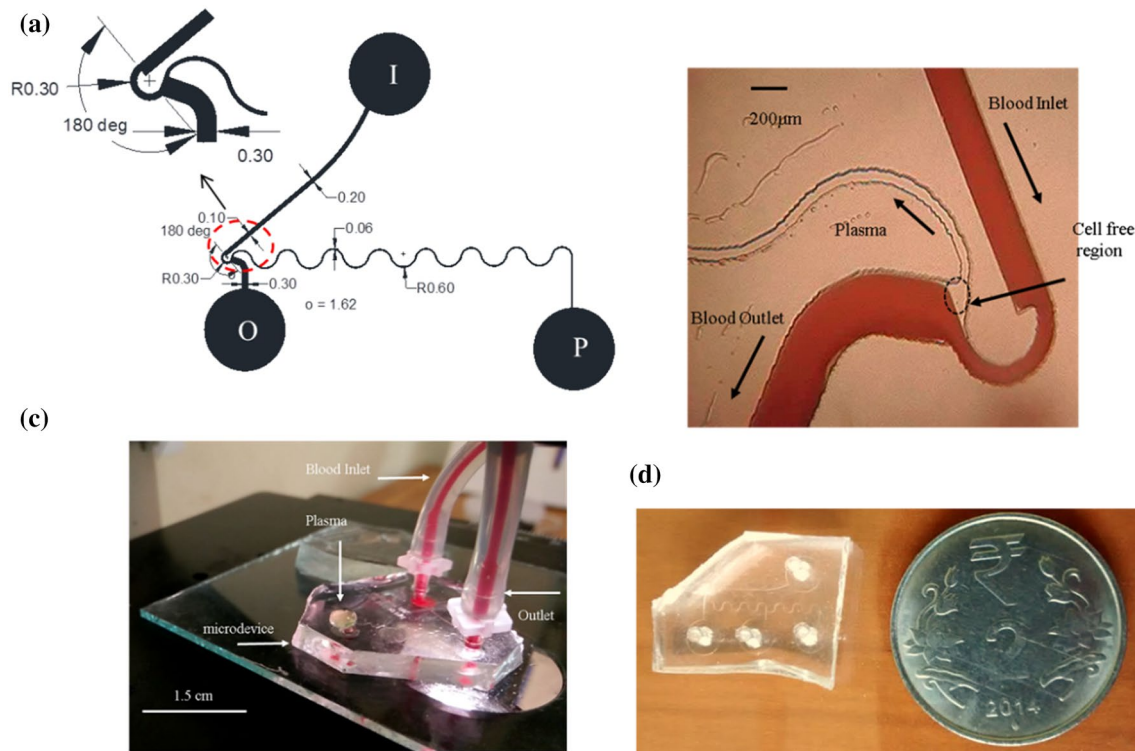 (a)
R0.30
180 deg
0.30
I
0.20
0.10
180 deg
0.06
R0.30
0.30
R0.60
o = 1.62
O
P
200μm
Blood Inlet
Plasma
Cell free
region
Blood Outlet
(c)
Blood Inlet
Plasma
Outlet
microdevice
1.5 cm
(d)
₹
2014